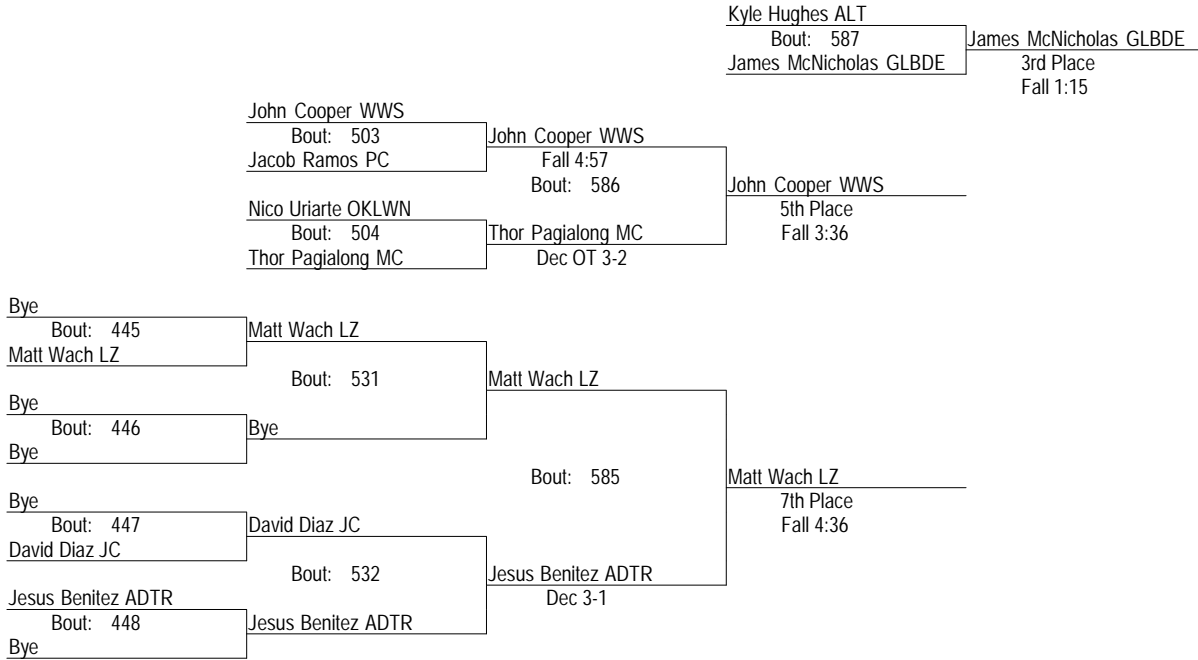 Kyle Hughes ALT
Bout: 587
James McNicholas GLBDE
James McNicholas GLBDE
3rd Place
Fall 1:15
John Cooper WWS
Bout: 503
Jacob Ramos PC
John Cooper WWS
Fall 4:57
Bout: 586
John Cooper WWS
5th Place
Fall 3:36
Nico Uriarte OKLWN
Bout: 504
Thor Pagialong MC
Thor Pagialong MC
Dec OT 3-2
Bye
Bout: 445
Matt Wach LZ
Matt Wach LZ
Bout: 531
Matt Wach LZ
Bye
Bout: 446
Bye
Bye
Bout: 585
Matt Wach LZ
7th Place
Fall 4:36
Bye
Bout: 447
David Diaz JC
David Diaz JC
Bout: 532
Jesus Benitez ADTR
Dec 3-1
Jesus Benitez ADTR
Bout: 448
Bye
Jesus Benitez ADTR